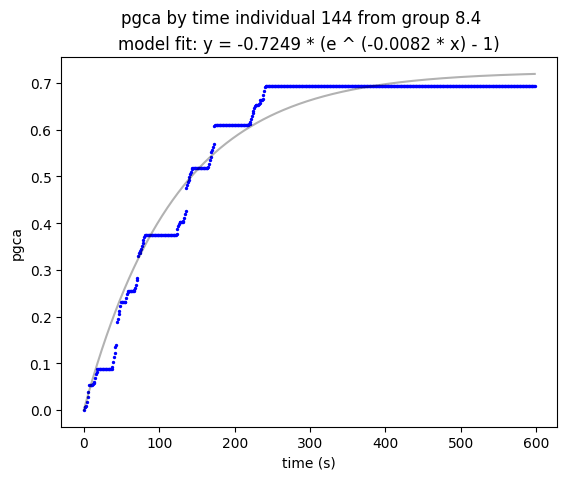 pgca by time individual 144 from group 8.4
model fit: y = -0.7249 * (e ^ (-0.0082 * x) - 1)
0.7
0.6
0.5
0.4
0.3
0.2
0.1
0.0
pgca
0 100 200 300 400 500 600
time (s)